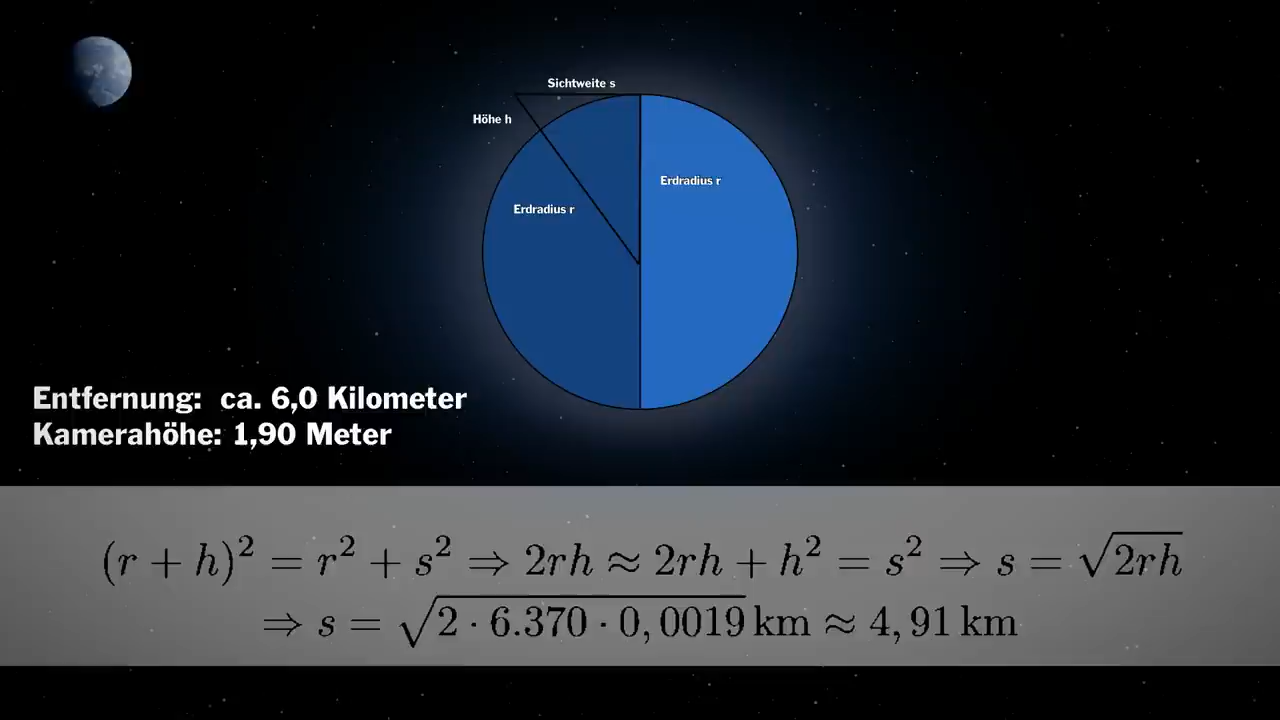 Sichtweite s
Höhe h
Erdradius r
Erdradius r
Entfernung: ca. 6,0 Kilometer
Kamerahöhe: 1,90 Meter
(r + h)² = r² + s² ⇒ 2rh ≈ 2rh + h² = s² ⇒ s = √(2rh)
⇒ s = √(2 · 6.370 · 0,0019) km ≈ 4,91 km